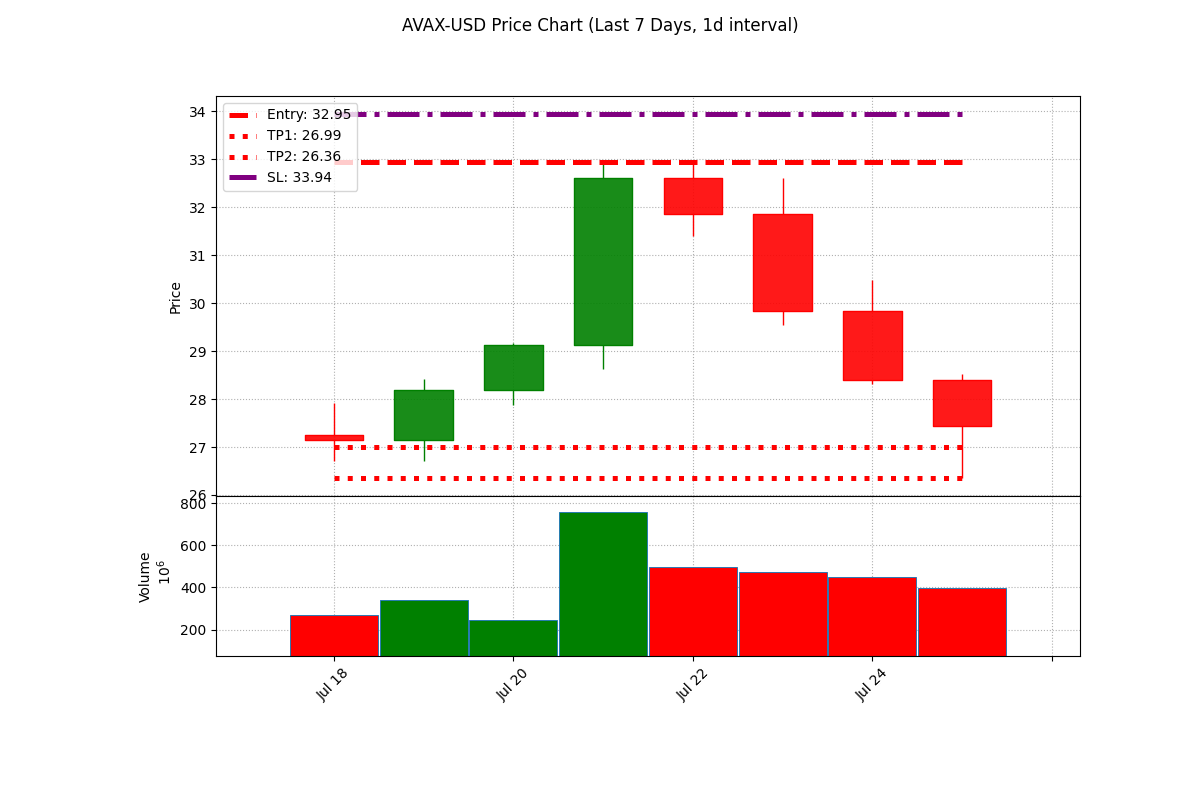 AVAX-USD Price Chart (Last 7 Days, 1d interval)
Entry: 32.95
TP1: 26.99
TP2: 26.36
SL: 33.94
Price
34
33
32
31
30
29
28
27
26
Volume
10⁶
800
600
400
200
Jul 18
Jul 20
Jul 22
Jul 24